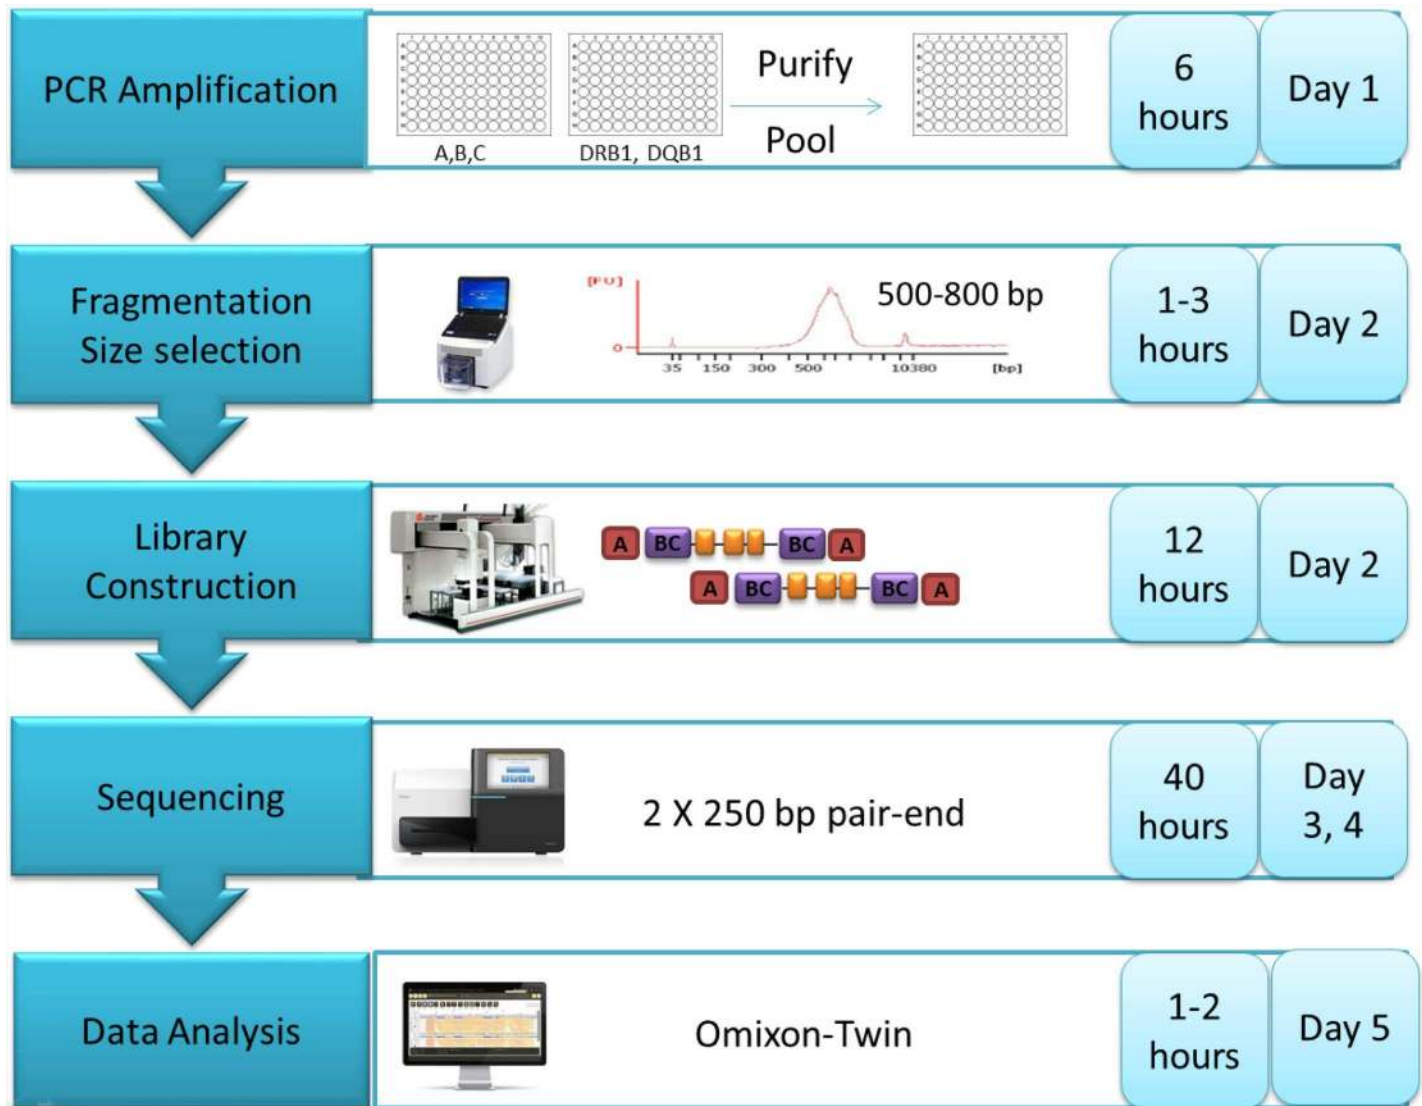 PCR Amplification
A,B,C
DRB1, DQB1
Purify
Pool
6
hours
Day 1
Fragmentation
Size selection
[FU]
0
35 150 300 500 10380 [bp]
500-800 bp
1-3
hours
Day 2
Library
Construction
A BC BC A
A BC BC A
12
hours
Day 2
Sequencing
2 X 250 bp pair-end
40
hours
Day
3, 4
Data Analysis
Omixon-Twin
1-2
hours
Day 5